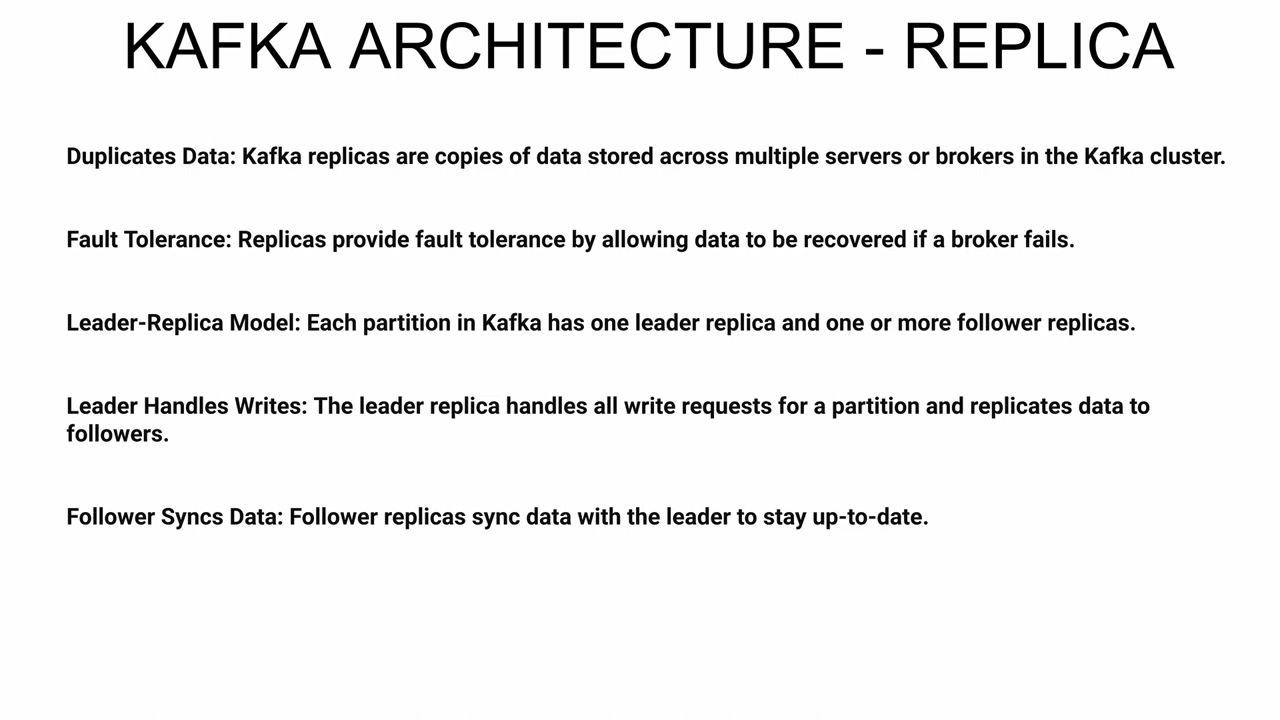 KAFKA ARCHITECTURE - REPLICA
Duplicates Data: Kafka replicas are copies of data stored across multiple servers or brokers in the Kafka cluster.
Fault Tolerance: Replicas provide fault tolerance by allowing data to be recovered if a broker fails.
Leader-Replica Model: Each partition in Kafka has one leader replica and one or more follower replicas.
Leader Handles Writes: The leader replica handles all write requests for a partition and replicates data to
followers.
Follower Syncs Data: Follower replicas sync data with the leader to stay up-to-date.